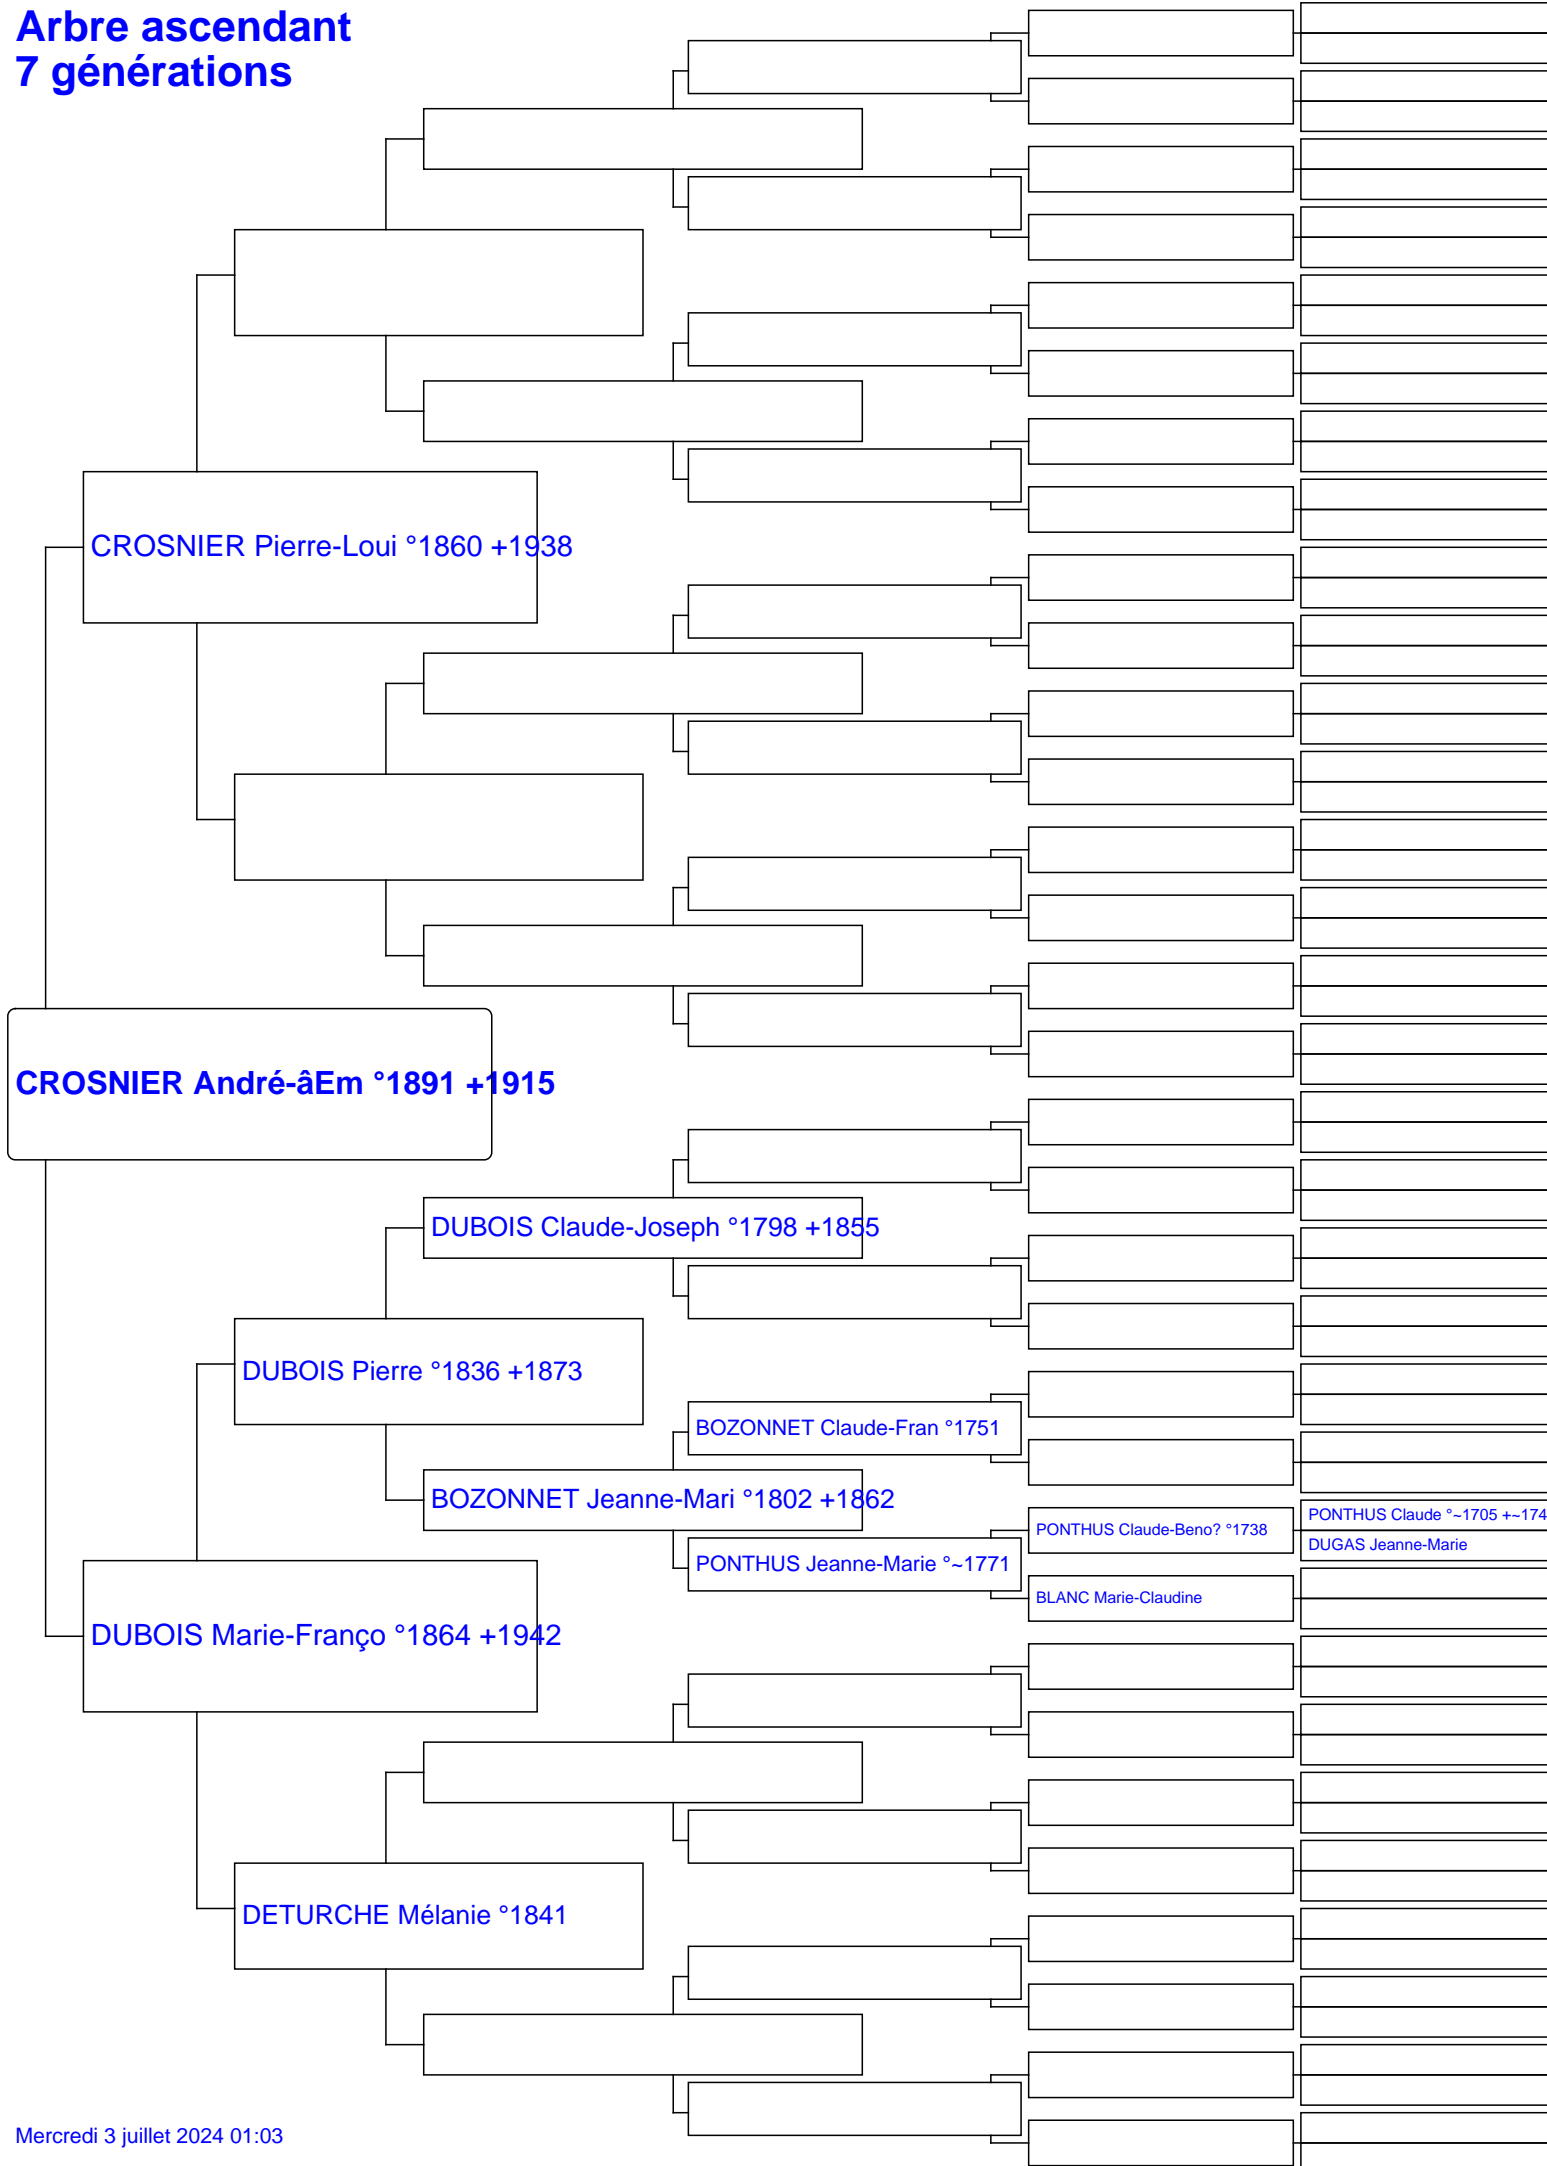 Arbre ascendant
7 générations
CROSNIER Pierre-Loui °1860 +1938
CROSNIER André-âEm °1891 +1915
DUBOIS Claude-Joseph °1798 +1855
DUBOIS Pierre °1836 +1873
BOZONNET Claude-Fran °1751
BOZONNET Jeanne-Mari °1802 +1862
PONTHUS Claude °~1705 +~174
PONTHUS Claude-Beno? °1738
DUGAS Jeanne-Marie
PONTHUS Jeanne-Marie °~1771
BLANC Marie-Claudine
DUBOIS Marie-Franço °1864 +1942
DETURCHE Mélanie °1841
Mercredi 3 juillet 2024 01:03